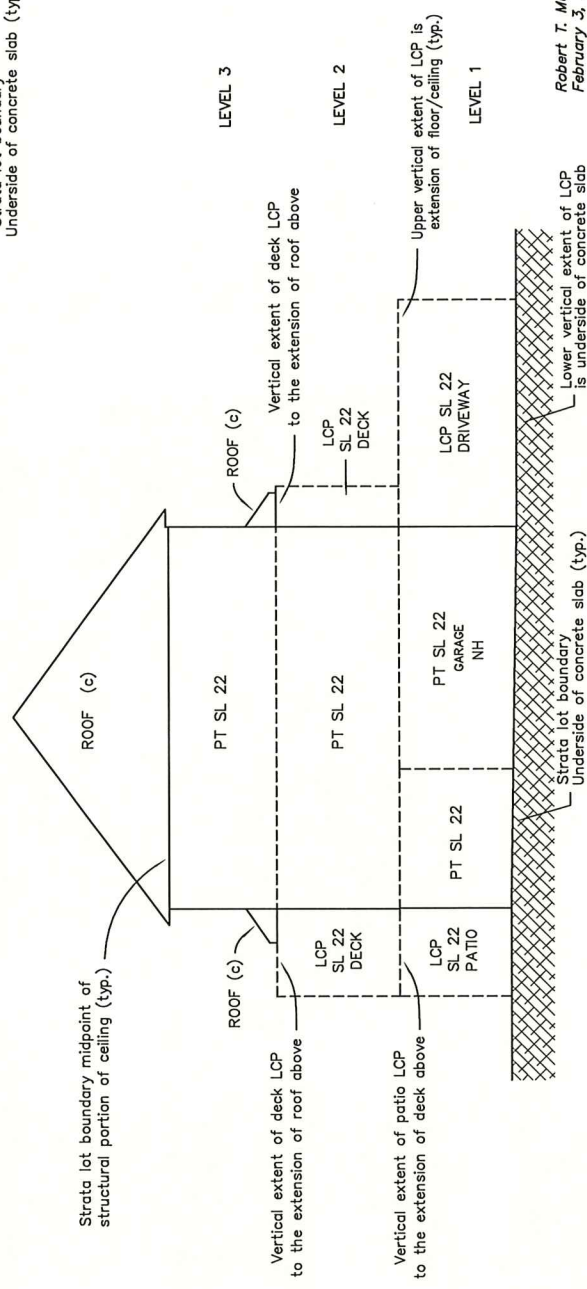 Strata lot boundary
Underside of concrete slab (typ.)
Strata lot boundary midpoint of
structural portion of ceiling (typ.)
ROOF (c)
LEVEL 3
PT SL 22
ROOF (c)
ROOF (c)
Vertical extent of deck LCP
to the extension of roof above
Vertical extent of deck LCP
to the extension of roof above
LCP
SL 22
DECK
PT SL 22
LCP
SL 22
DECK
LEVEL 2
Vertical extent of patio LCP
to the extension of deck above
Upper vertical extent of LCP is
extension of floor/ceiling (typ.)
LCP
SL 22
PATIO
PT SL 22
PT SL 22
GARAGE
NH
LCP SL 22
DRIVEWAY
LEVEL 1
Strata lot boundary
Underside of concrete slab (typ.)
Lower vertical extent of LCP
is underside of concrete slab
Robert T.
February 3,